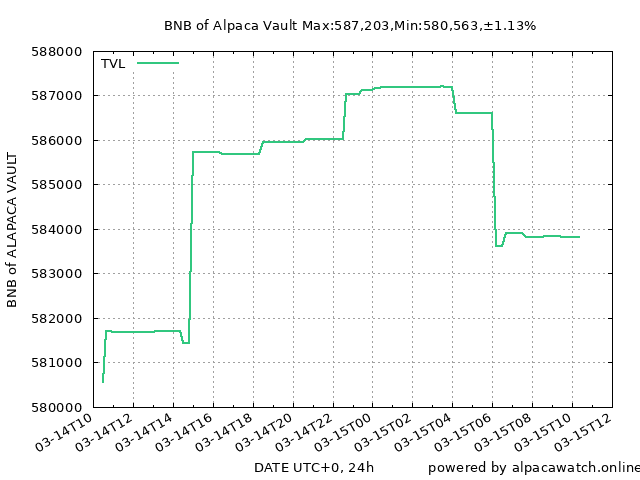 BNB of Alpaca Vault Max:587,203,Min:580,563,±1.13%
TVL
588000
587000
586000
585000
584000
583000
582000
581000
580000
BNB of ALAPACA VAULT
03-14T10
03-14T12
03-14T14
03-14T16
03-14T18
03-14T20
03-14T22
03-15T00
03-15T02
03-15T04
03-15T06
03-15T08
03-15T10
03-15T12
DATE UTC+0, 24h
powered by alpacawatch.online